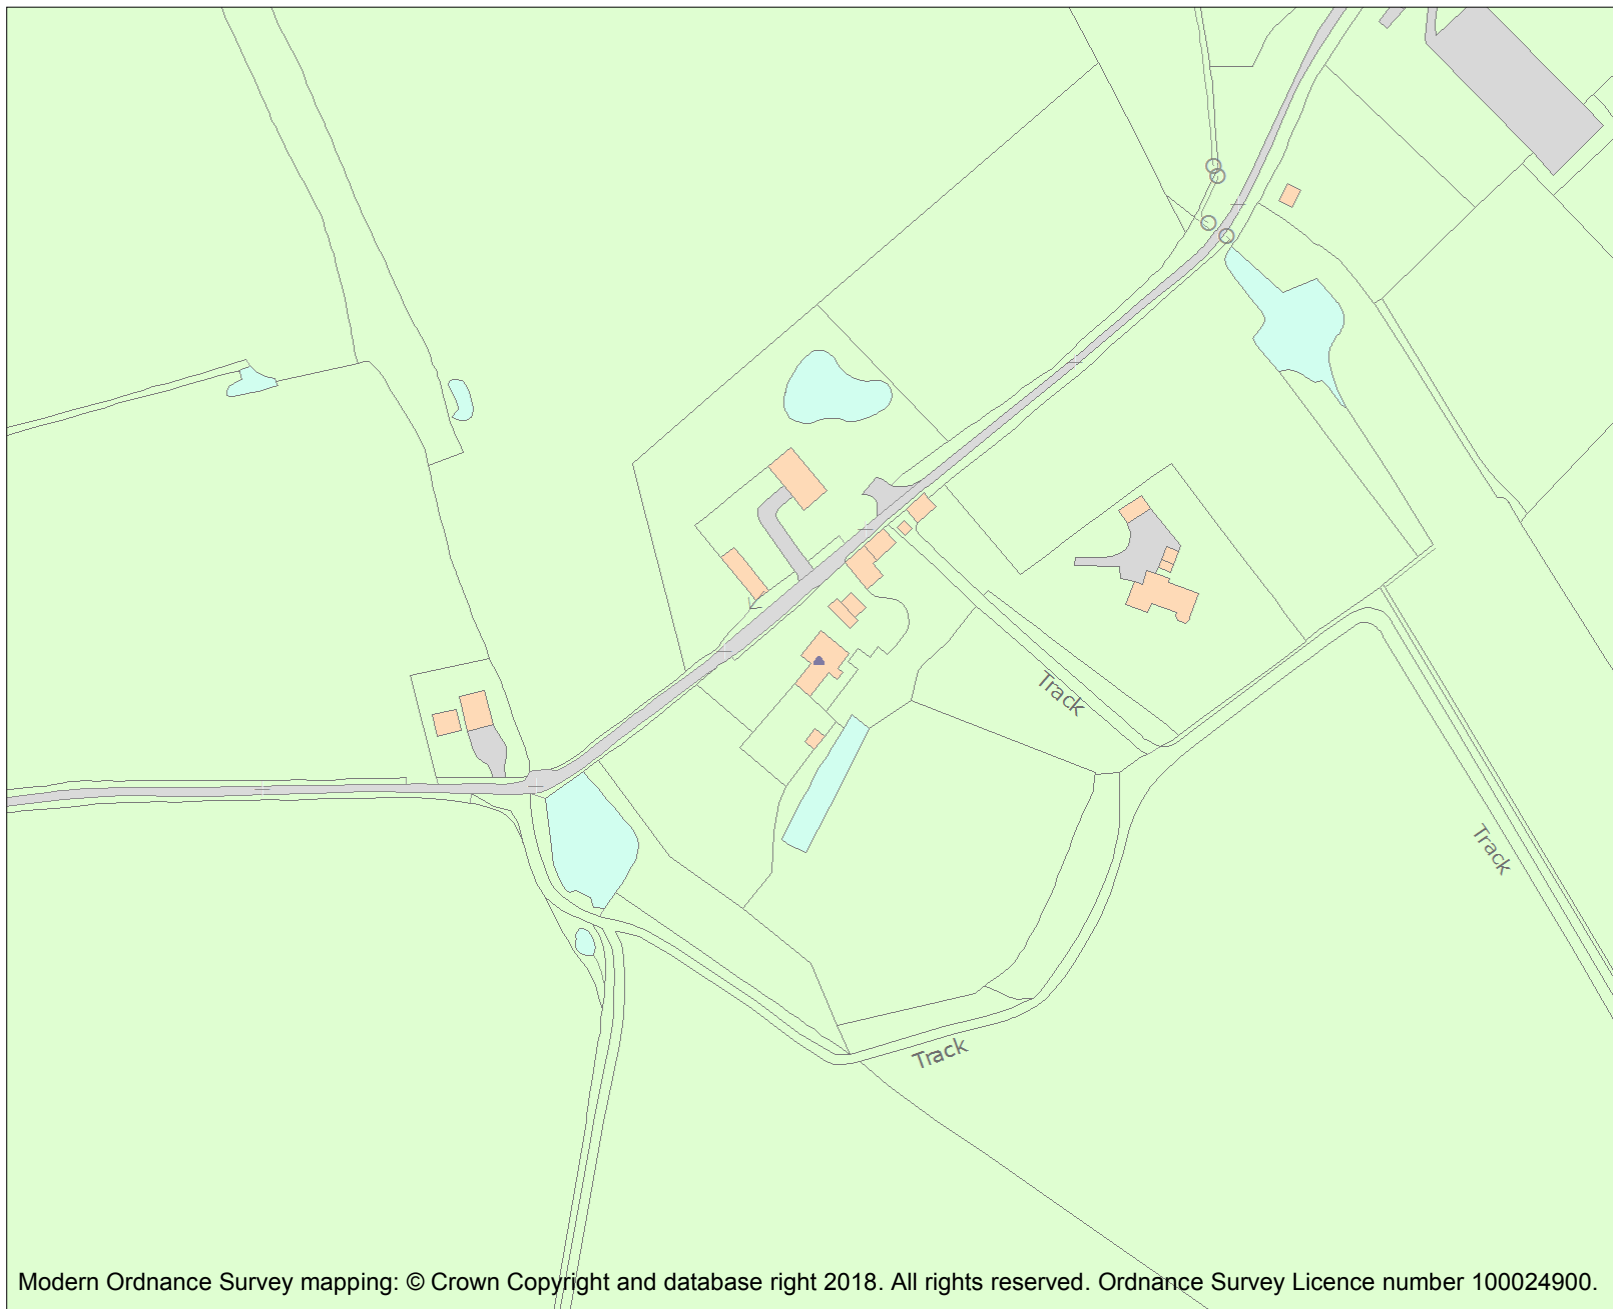 Track
Track
Track
Modern Ordnance Survey mapping: © Crown Copyright and database right 2018. All rights reserved. Ordnance Survey Licence number 100024900.